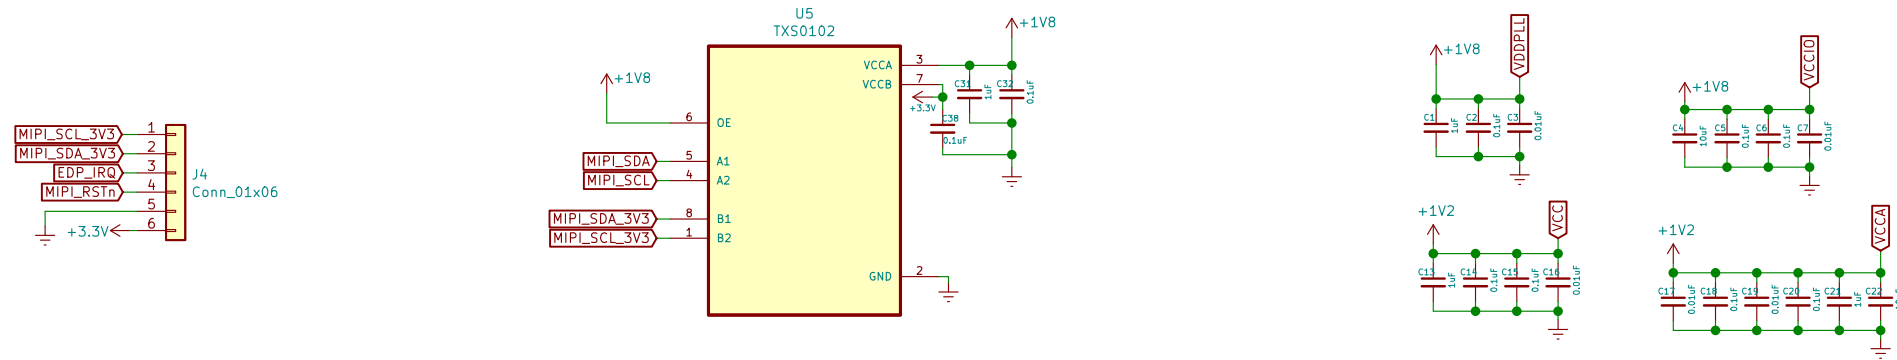 MIPI_SCL_3V3
MIPI_SDA_3V3
EDP_IRQ
MIPI_RSTn
+3.3V
1
2
3
4
5
6
J4
Conn_01x06
U5
TXS0102
+1V8
MIPI_SDA
MIPI_SCL
MIPI_SDA_3V3
MIPI_SCL_3V3
6
5
4
8
1
OE
A1
A2
B1
B2
VCCA
VCCB
GND
3
7
2
+1V8
+3.3V
C31
1uF
C32
0.1uF
C38
0.1uF
+1V8
VDDPLL
C1
1uF
C2
0.1uF
C3
0.01uF
+1V8
VCCIO
C4
10uF
C5
0.1uF
C6
0.1uF
C7
0.01uF
+1V2
VCC
C13
1uF
C14
0.1uF
C15
0.1uF
C16
0.01uF
+1V2
VCCA
C17
0.01uF
C18
0.1uF
C19
0.01uF
C20
0.1uF
C21
1uF
C22